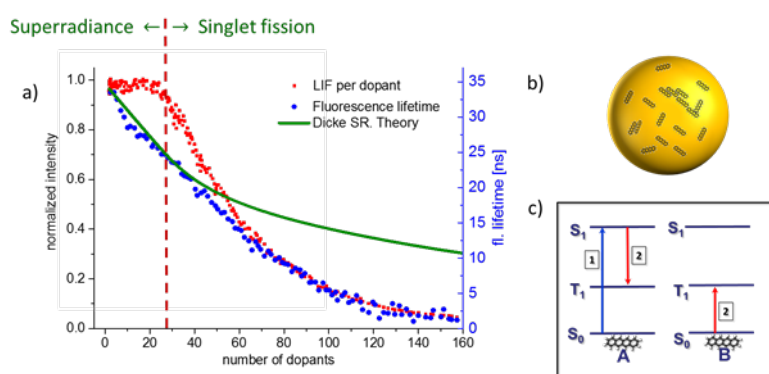 Superradiance ← → Singlet fission
a)
LIF per dopant
Fluorescence lifetime
Dicke SR. Theory
normalized intensity
1.0
0.8
0.6
0.4
0.2
0.0
0 20 40 60 80 100 120 140 160
number of dopants
35
30
25
20
15
10
5
0
fl. lifetime [ns]
b)
c)
S₁ S₁
1 2
T₁ T₁
2
S₀ S₀
A B